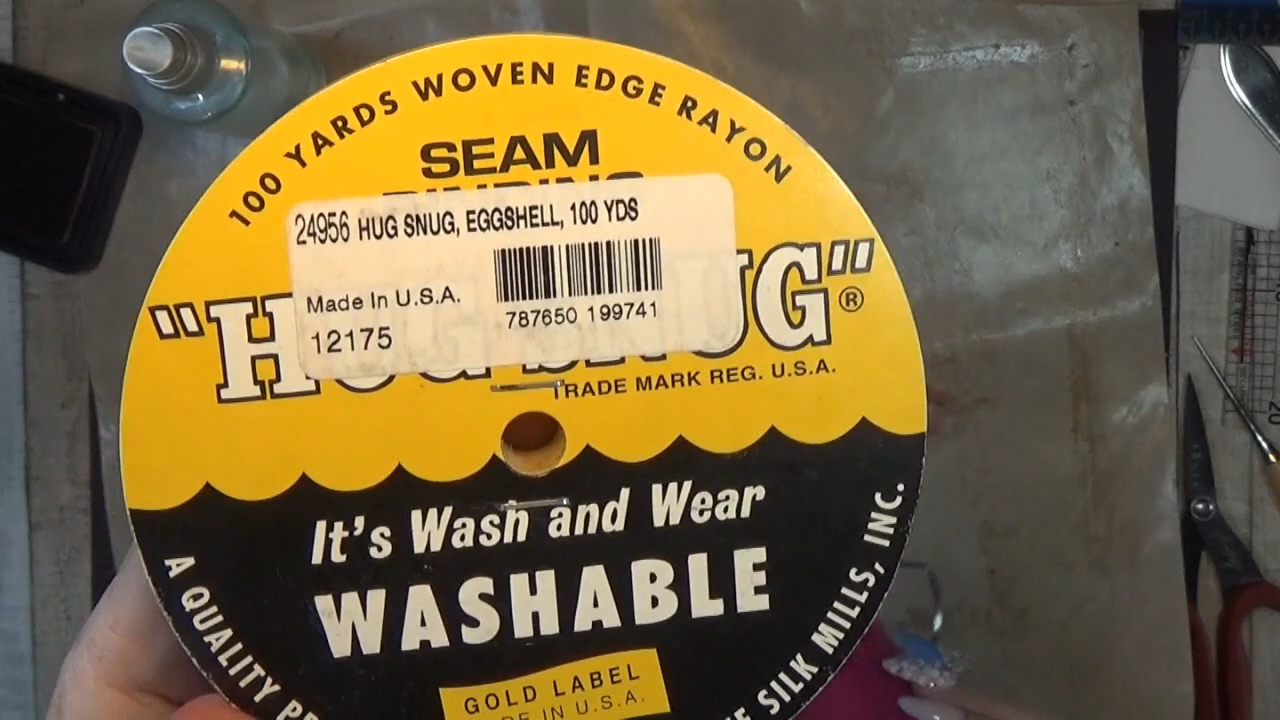 100 YARDS WOVEN EDGE RAYON
SEAM
24956 HUG SNUG, EGGSHELL, 100 YDS
Made In U.S.A.
12175
787650 199741
"HUG SNUG"®
TRADE MARK REG. U.S.A.
It's Wash and Wear
WASHABLE
A QUALITY
SILK MILLS, INC.
GOLD LABEL
IN U.S.A.
20